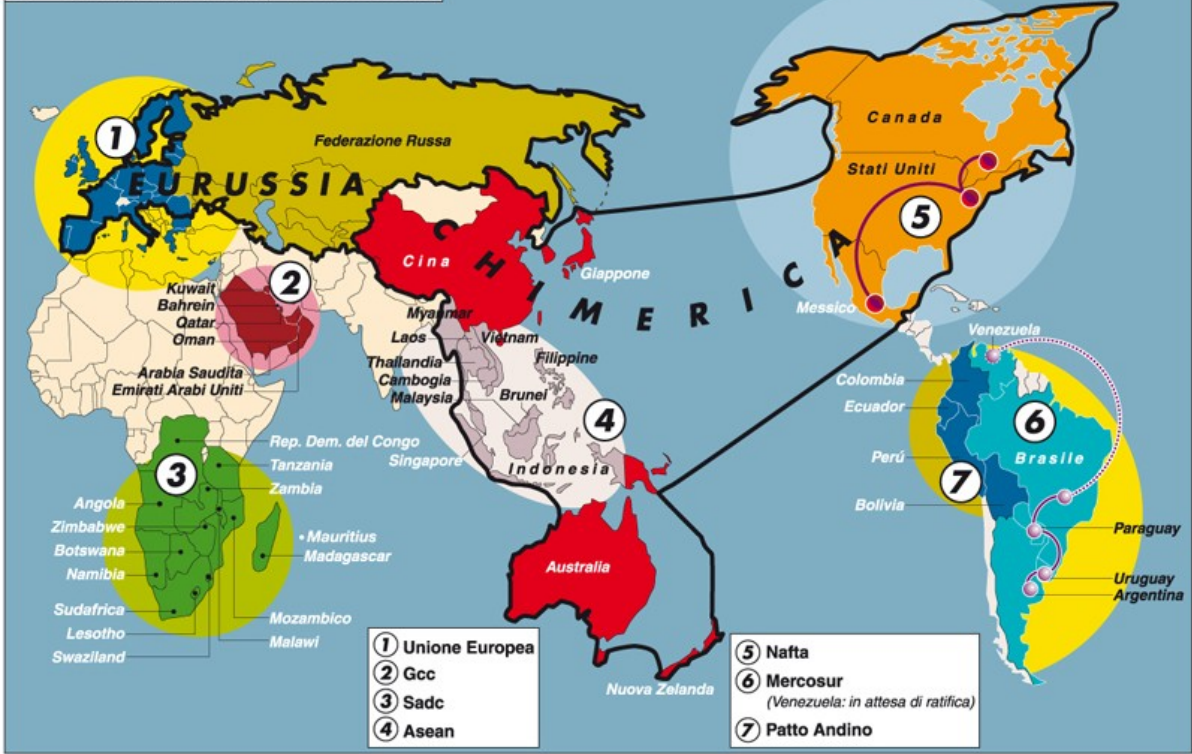 1
EURUSSIA
Federazione Russa
CHIMERICA
Cina
Giappone
Canada
Stati Uniti
5
Messico
2
Kuwait
Bahrein
Qatar
Oman
Arabia Saudita
Emirati Arabi Uniti
Myanmar
Laos
Vietnam
Thailandia
Filippine
Cambogia
Malaysia
Brunei
4
Singapore
Indonesia
Venezuela
Colombia
Ecuador
6
Perú
Brasile
7
Bolivia
Paraguay
Uruguay
Argentina
Rep. Dem. del Congo
3
Tanzania
Zambia
Angola
Zimbabwe
Mauritius
Botswana
Madagascar
Namibia
Sudafrica
Mozambico
Lesotho
Malawi
Swaziland
Australia
Nuova Zelanda
1 Unione Europea
2 Gcc
3 Sadc
4 Asean
5 Nafta
6 Mercosur
(Venezuela: in attesa di ratifica)
7 Patto Andino